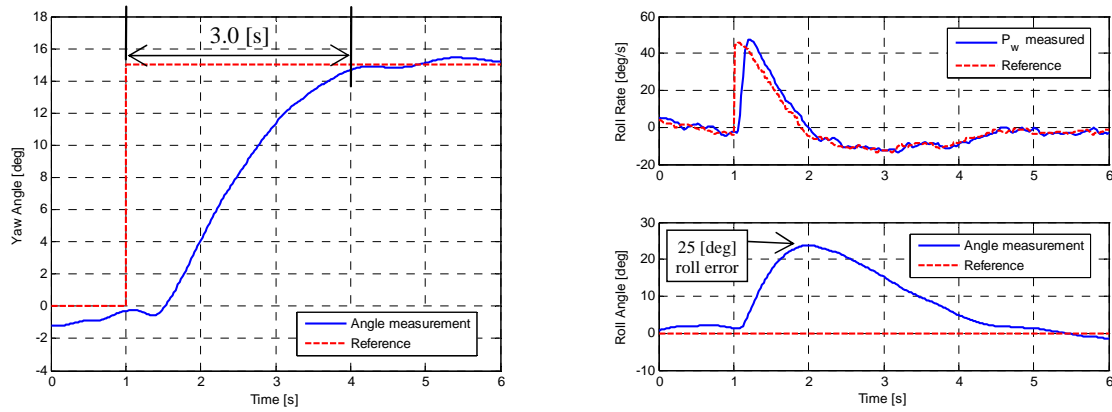 3.0 [s]
18
16
14
12
10
8
6
4
2
0
-2
-4
Yaw Angle [deg]
Angle measurement
Reference
0 1 2 3 4 5 6
Time [s]
60
40
20
0
-20
Roll Rate [deg/s]
P_w measured
Reference
0 1 2 3 4 5 6
Time [s]
30
20
10
0
-10
Roll Angle [deg]
25 [deg]
roll error
Angle measurement
Reference
0 1 2 3 4 5 6
Time [s]